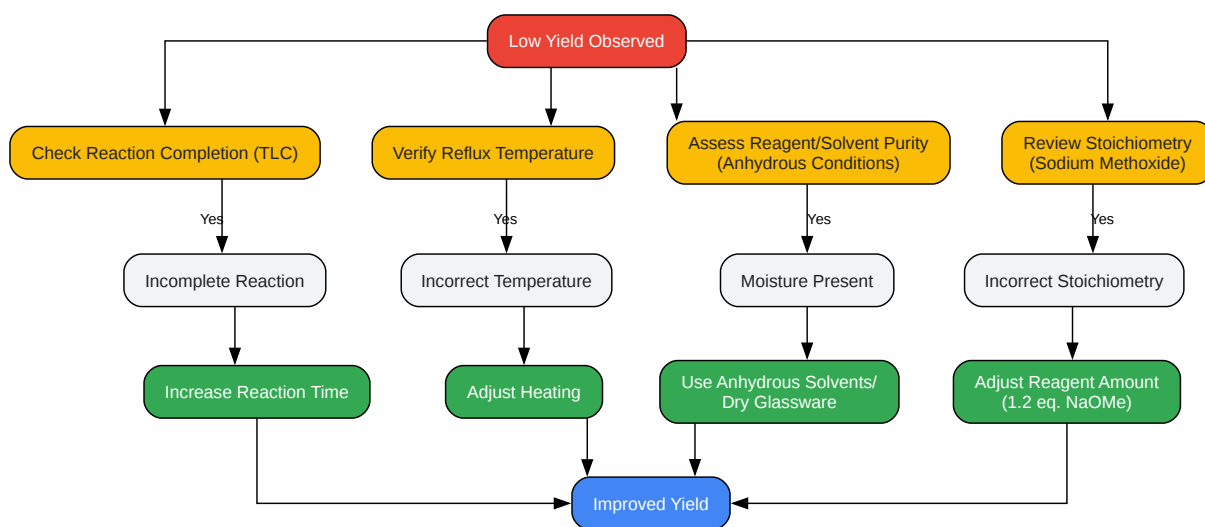 Low Yield Observed
Check Reaction Completion (TLC)
Verify Reflux Temperature
Assess Reagent/Solvent Purity
(Anhydrous Conditions)
Review Stoichiometry
(Sodium Methoxide)
Yes
Yes
Yes
Yes
Incomplete Reaction
Incorrect Temperature
Moisture Present
Incorrect Stoichiometry
Increase Reaction Time
Adjust Heating
Use Anhydrous Solvents/
Dry Glassware
Adjust Reagent Amount
(1.2 eq. NaOMe)
Improved Yield